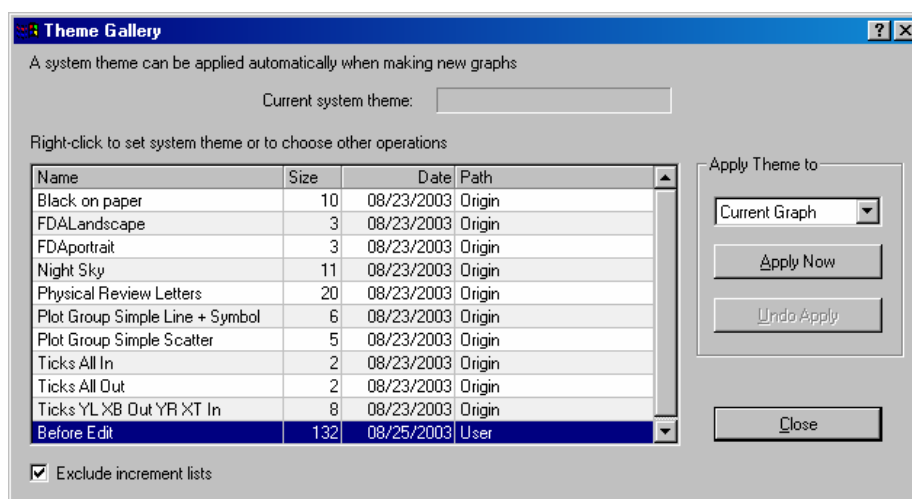 Theme Gallery
A system theme can be applied automatically when making new graphs
Current system theme:
Right-click to set system theme or to choose other operations
Name Size Date Path
Black on paper 10 08/23/2003 Origin
FDALandscape 3 08/23/2003 Origin
FDAportrait 3 08/23/2003 Origin
Night Sky 11 08/23/2003 Origin
Physical Review Letters 20 08/23/2003 Origin
Plot Group Simple Line + Symbol 6 08/23/2003 Origin
Plot Group Simple Scatter 5 08/23/2003 Origin
Ticks All In 2 08/23/2003 Origin
Ticks All Out 2 08/23/2003 Origin
Ticks YL XB Out YR XT In 8 08/23/2003 Origin
Before Edit 132 08/25/2003 User
Exclude increment lists
Apply Theme to
Current Graph
Apply Now
Undo Apply
Close